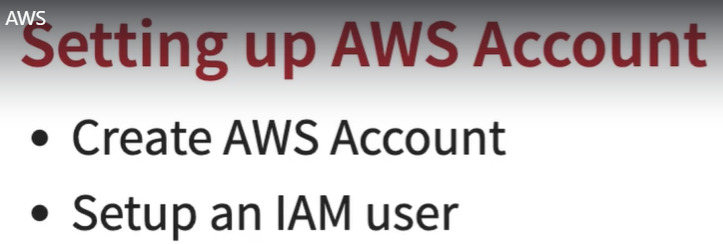 AWS
Setting up AWS Account
• Create AWS Account
• Setup an IAM user